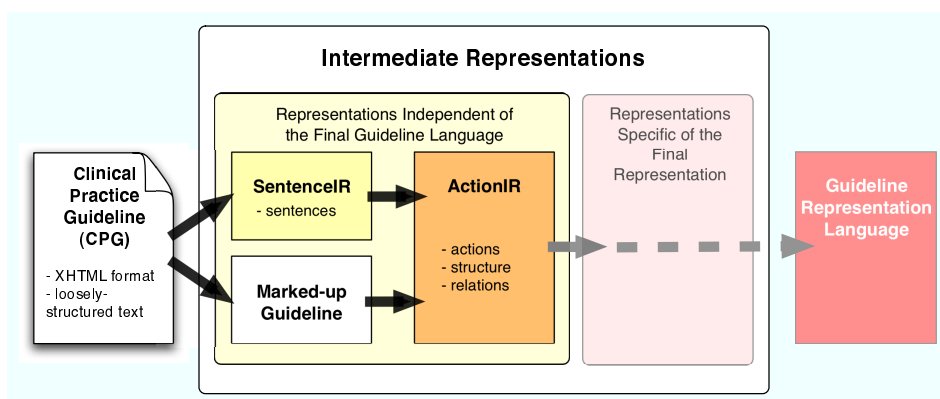 Intermediate Representations
Clinical
Practice
Guideline
(CPG)
- XHTML format
- loosely-
structured text
Representations Independent of
the Final Guideline Language
SentenceIR
- sentences
Marked-up
Guideline
ActionIR
- actions
- structure
- relations
Representations
Specific of the
Final
Representation
Guideline
Representation
Language